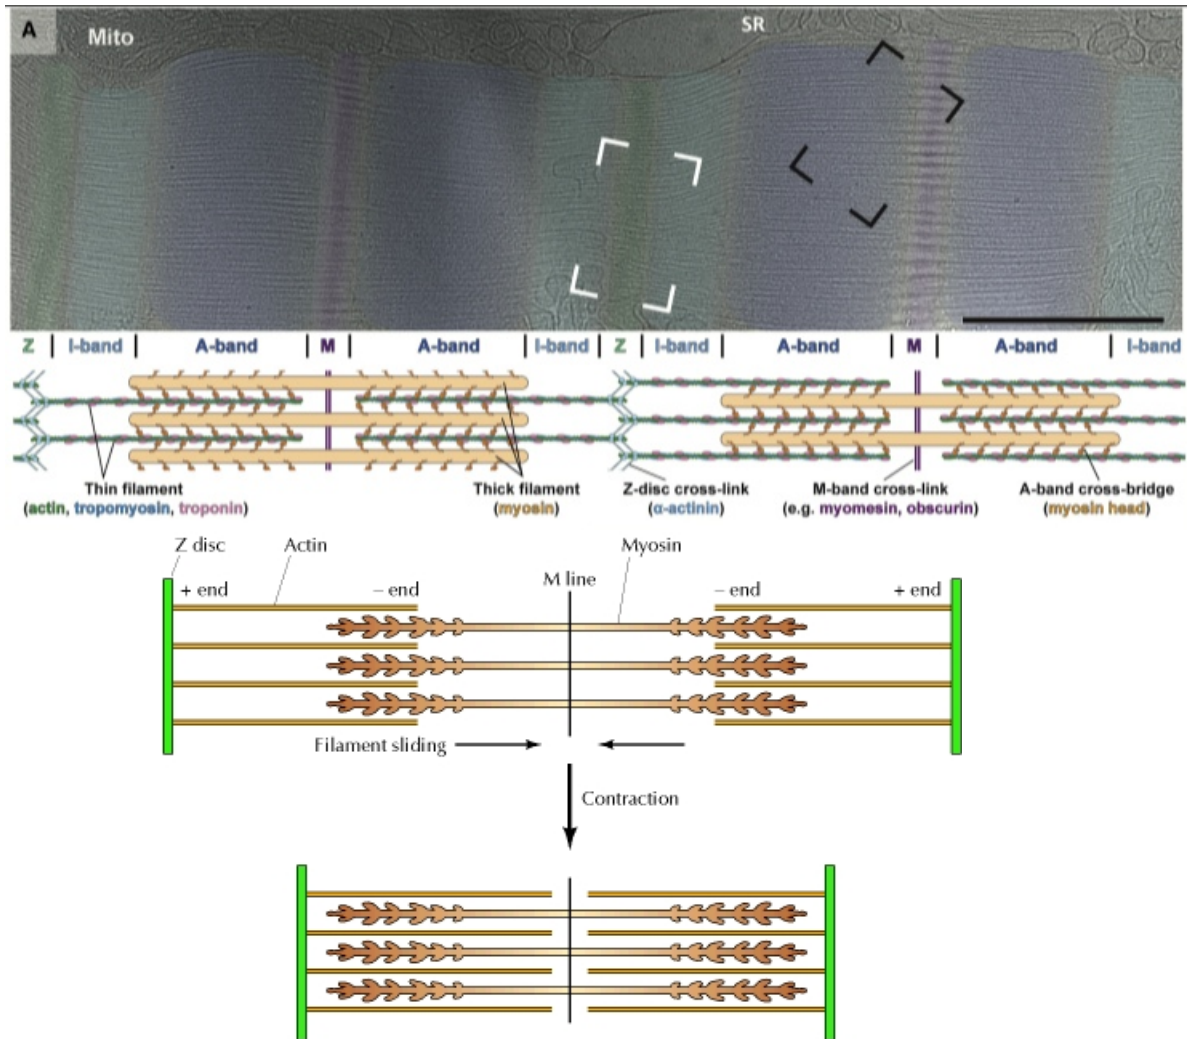 A
Mito
SR
Z | I-band | A-band | M | A-band | I-band | Z | I-band | A-band | M | A-band | I-band
Thin filament
(actin, tropomyosin, troponin)
Thick filament
(myosin)
Z-disc cross-link
(α-actinin)
M-band cross-link
(e.g. myomesin, obscurin)
A-band cross-bridge
(myosin head)
Z disc
Actin
Myosin
+ end
– end
M line
– end
+ end
Filament sliding
Contraction